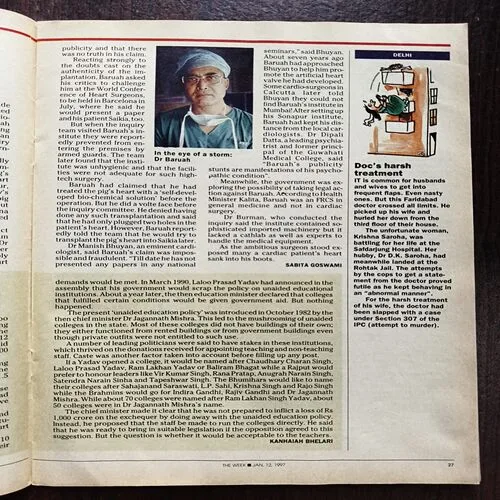 publicity and that there
was no truth in his claim.
Reacting strongly to
the doubts cast on the
authenticity of the im-
plantation, Baruah asked
his critics to challenge
him at the World Confer-
ence of Heart Surgeons,
to be held in Barcelona in
July, where he said he
would present a paper
and his patient Saikia, too.
But when the inquiry
team visited Baruah's in-
stitute they were report-
edly prevented from en-
tering the premises by
armed guards. The team
later found that the insti-
tute was unhygienic and that the facili-
ties were not adequate for such high-
tech surgery.
Baruah had claimed that he had
treated the pig's heart with a 'self-devel-
oped bio-chemical solution' before the
operation. But he did a volte face before
the inquiry committee. He denied having
done any such transplantation and said
that he had only plugged two holes in the
patient's heart. However, Baruah report-
edly told the team that he would try to
transplant the pig's heart into Saikia later.
Dr Manish Bhuyan, an eminent cardi-
ologist, said Baruah's claim was impos-
sible and fraudulent. "Till date he has not
presented any papers in any national
In the eye of a storm:
Dr Baruah
seminars," said Bhuyan.
About seven years ago
Baruah had approached
Bhuyan to help him pro-
mote the artificial heart
valve he had developed.
Some cardio-surgeons in
Calcutta later told
Bhuyan they could not
find Baruah's institute in
Mumbai! After setting up
his Sonapur institute,
Baruah had kept his dis-
tance from the local car-
diologists. Dr Dipali
Datta, a leading psychia-
trist and former princi-
pal of the Guwahati
Medical College, said
"Baruah's publicity
stunts are manifestations of his psycho-
pathic condition".
Meanwhile, the government was ex-
ploring the possibility of taking legal ac-
tion against Baruah. According to Health
Minister Kalita, Baruah was an FRCS in
general medicine and not in cardiac
surgery.
Dr Burman, who conducted the
inquiry said the institute contained so-
phisticated imported machinery but it
lacked a cathlab as well as experts to
handle the medical equipment.
As the ambitious surgeon stood ex-
posed many a cardiac patient's heart
sank into his boots.
SABITA GOSWAMI
DELHI
Doc's harsh
treatment
IT is common for husbands
and wives to get into
frequent flaps. Even nasty
ones. But this Faridabad
doctor crossed all limits. He
picked up his wife and
hurled her down from the
third floor of their house.
The unfortunate woman,
Krishna Saroha, was
battling for her life at the
Safdarjung Hospital. Her
hubby, Dr D.K. Saroha, had
meanwhile landed at the
Rohtak Jail. The attempts
by the cops to get a state-
ment from the doctor proved
futile as he kept behaving in
an "abnormal manner".
For the harsh treatment
of his wife, the doctor had
been slapped with a case
under Section 307 of the
IPC (attempt to murder).
demands would be met. In March 1990, Laloo Prasad Yadav had announced in the
assembly that his government would scrap the policy on unaided educational
institutions. About a year later, the then education minister declared that colleges
that fulfilled certain conditions would be given government aid. But nothing
happened.
The present 'unaided education policy' was introduced in October 1982 by the
then chief minister Dr Jagannath Mishra. This led to the mushrooming of unaided
colleges in the state. Most of these colleges did not have buildings of their own;
they either functioned from rented buildings or from government buildings even
though private outfits were not entitled to such use.
A number of leading politicians were said to have stakes in these institutions,
which thrived on the donations received for appointing teaching and non-teaching
staff. Caste was another factor taken into account before filling up any post.
If a Yadav opened a college, it would be named after Chaudhary Charan Singh,
Laloo Prasad Yadav, Ram Lakhan Yadav or Baliram Bhagat while a Rajput would
prefer to honour leaders like Vir Kumar Singh, Rana Pratap, Anugrah Narain Singh,
Satendra Narain Sinha and Tapeshwar Singh. The Bhumihars would like to name
their colleges after Sahajanand Saraswati, L.P. Sahi, Krishna Singh and Rajo Singh
while the Brahmins would go for Indira Gandhi, Rajiv Gandhi and Dr Jagannath
Mishra. While about 70 colleges were named after Ram Lakhan Singh Yadav, about
50 colleges were in Dr Jagannath Mishra's name.
The chief minister made it clear that he was not prepared to inflict a loss of Rs
1,000 crore on the exchequer by doing away with the unaided education policy.
Instead, he proposed that the staff be made to run the colleges directly. He said
that he was ready to bring in suitable legislation if the opposition agreed to this
suggestion. But the question is whether it would be acceptable to the teachers.
KANHAIAH BHELARI
THE WEEK ■ JAN. 12, 1997
27